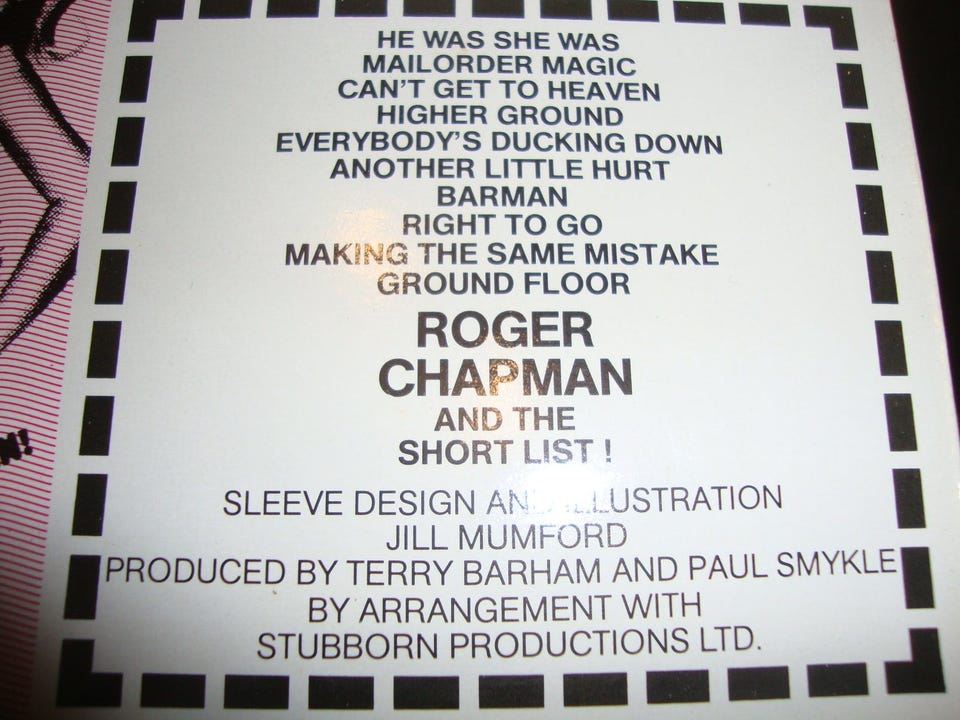 HE WAS SHE WAS
MAILORDER MAGIC
CAN'T GET TO HEAVEN
HIGHER GROUND
EVERYBODY'S DUCKING DOWN
ANOTHER LITTLE HURT
BARMAN
RIGHT TO GO
MAKING THE SAME MISTAKE
GROUND FLOOR
ROGER
CHAPMAN
AND THE
SHORT LIST !
SLEEVE DESIGN AND ILLUSTRATION
JILL MUMFORD
PRODUCED BY TERRY BARHAM AND PAUL SMYKLE
BY ARRANGEMENT WITH
STUBBORN PRODUCTIONS LTD.